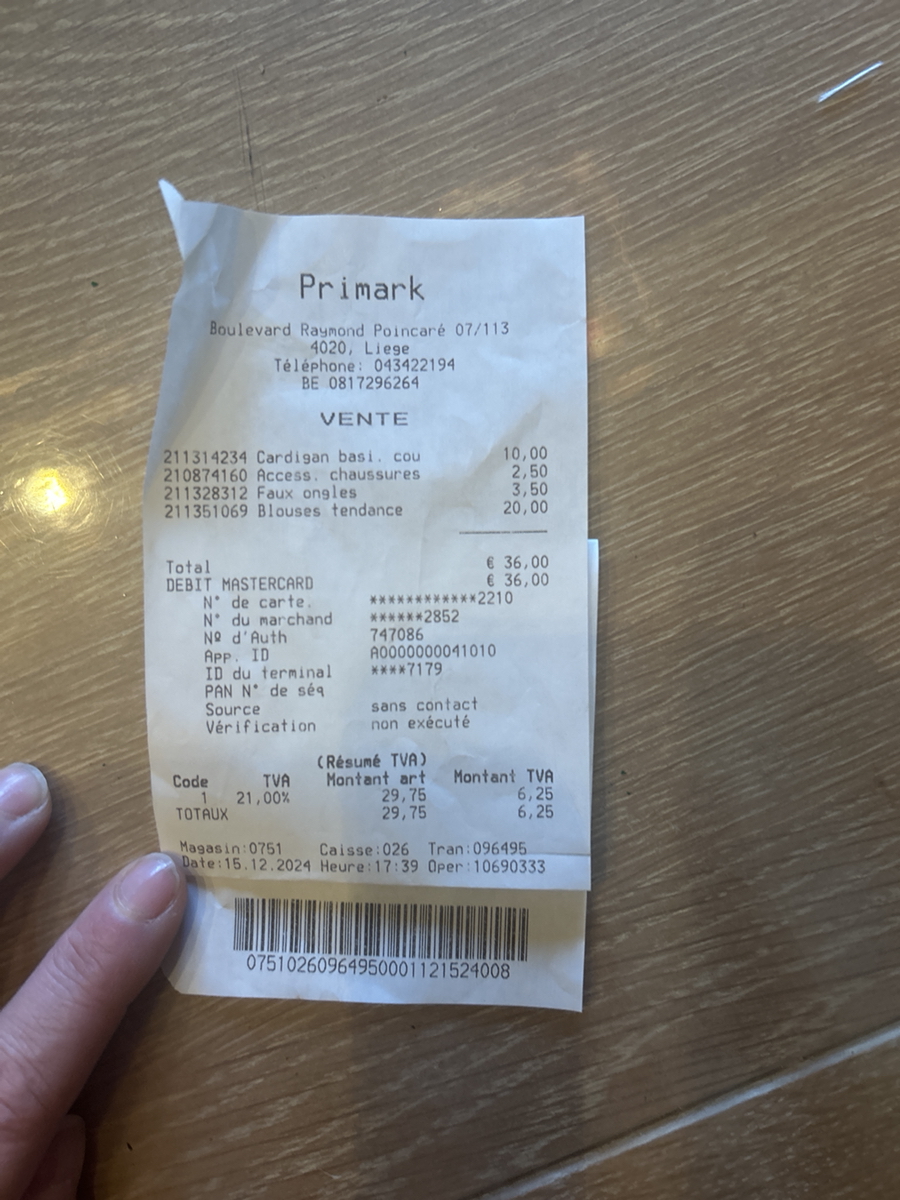 Primark
Boulevard Raymond Poincaré 07/113
4020, Liege
Téléphone: 043422194
BE 0817296264
VENTE
211314234 Cardigan basi. cou 10,00
210874160 Access. chaussures 2,50
211328312 Faux ongles 3,50
211351069 Blouses tendance 20,00
Total € 36,00
DEBIT MASTERCARD € 36,00
N° de carte. ************2210
N° du marchand ******2852
Nº d'Auth 747086
App. ID A0000000041010
ID du terminal ****7179
PAN N° de séq
Source sans contact
Vérification non exécuté
(Résumé TVA)
Code TVA Montant art Montant TVA
1 21,00% 29,75 6,25
TOTAUX 29,75 6,25
Magasin:0751 Caisse:026 Tran:096495
Date:15.12.2024 Heure:17:39 Oper:10690333
07510260964950001121524008